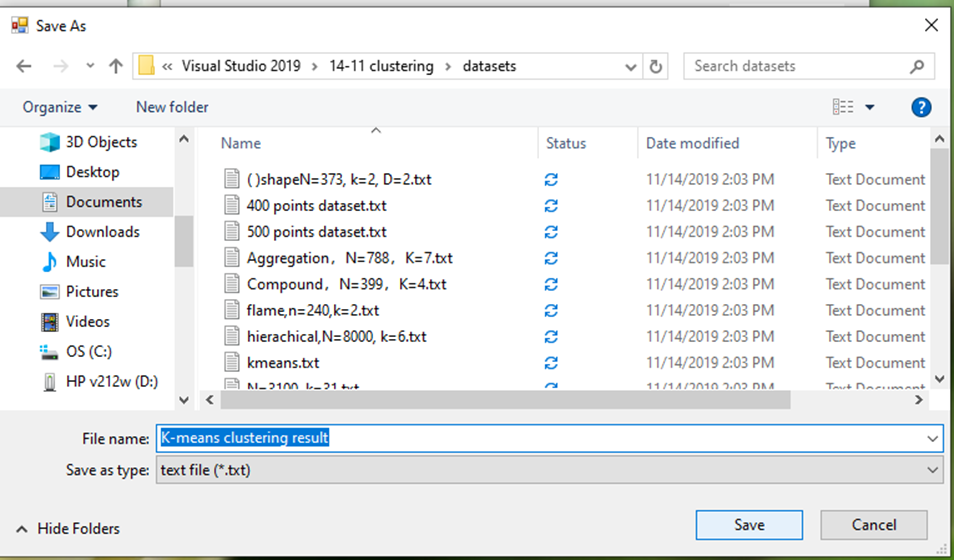 Save As
« Visual Studio 2019 > 14-11 clustering > datasets
Search datasets
Organize
New folder
3D Objects
Desktop
Documents
Downloads
Music
Pictures
Videos
OS (C:)
HP v212w (D:)
Name Status Date modified Type
( )shapeN=373, k=2, D=2.txt 11/14/2019 2:03 PM Text Document
400 points dataset.txt 11/14/2019 2:03 PM Text Document
500 points dataset.txt 11/14/2019 2:03 PM Text Document
Aggregation，N=788，K=7.txt 11/14/2019 2:03 PM Text Document
Compound，N=399，K=4.txt 11/14/2019 2:03 PM Text Document
flame,n=240,k=2.txt 11/14/2019 2:03 PM Text Document
hierachical,N=8000, k=6.txt 11/14/2019 2:03 PM Text Document
kmeans.txt 11/14/2019 2:03 PM Text Document
N=3100, k=31.txt 11/14/2019 2:03 PM Text Document
File name: K-means clustering result
Save as type: text file (*.txt)
Hide Folders
Save
Cancel